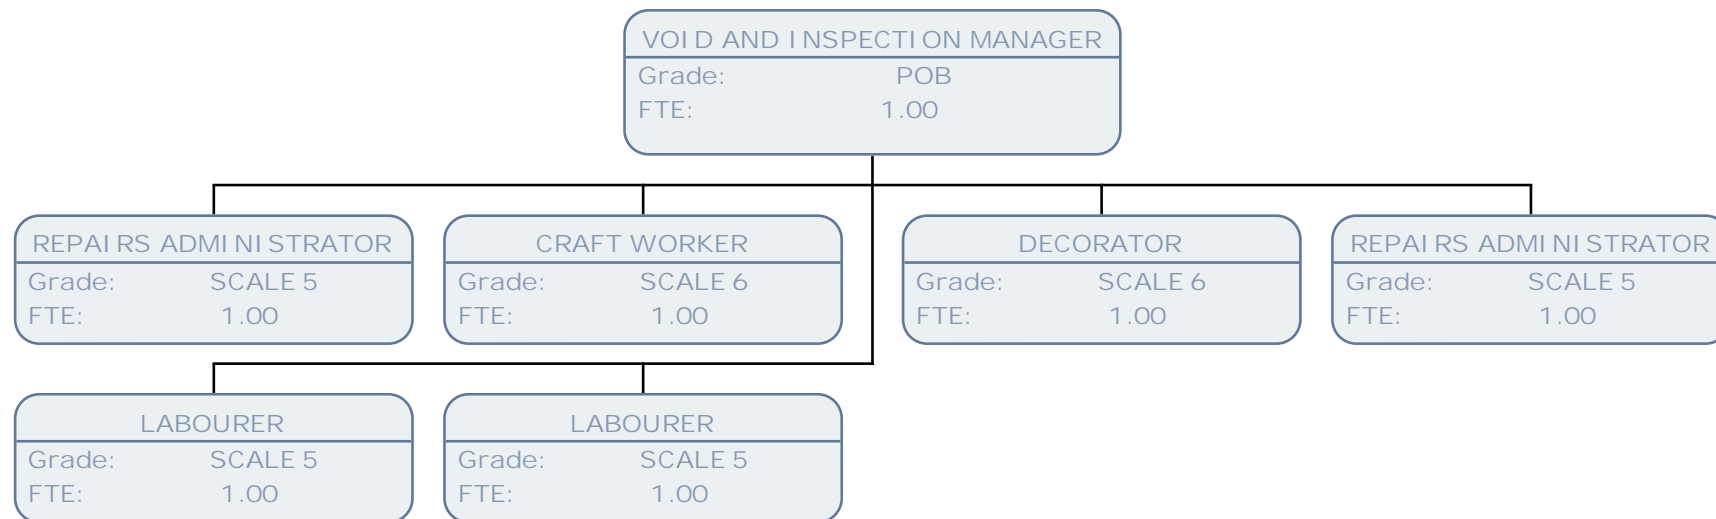 VOID AND INSPECTION MANAGER
Grade: POB
FTE: 1.00
REPAIRS ADMINISTRATOR
Grade: SCALE 5
FTE: 1.00
CRAFT WORKER
Grade: SCALE 6
FTE: 1.00
DECORATOR
Grade: SCALE 6
FTE: 1.00
REPAIRS ADMINISTRATOR
Grade: SCALE 5
FTE: 1.00
LABOURER
Grade: SCALE 5
FTE: 1.00
LABOURER
Grade: SCALE 5
FTE: 1.00